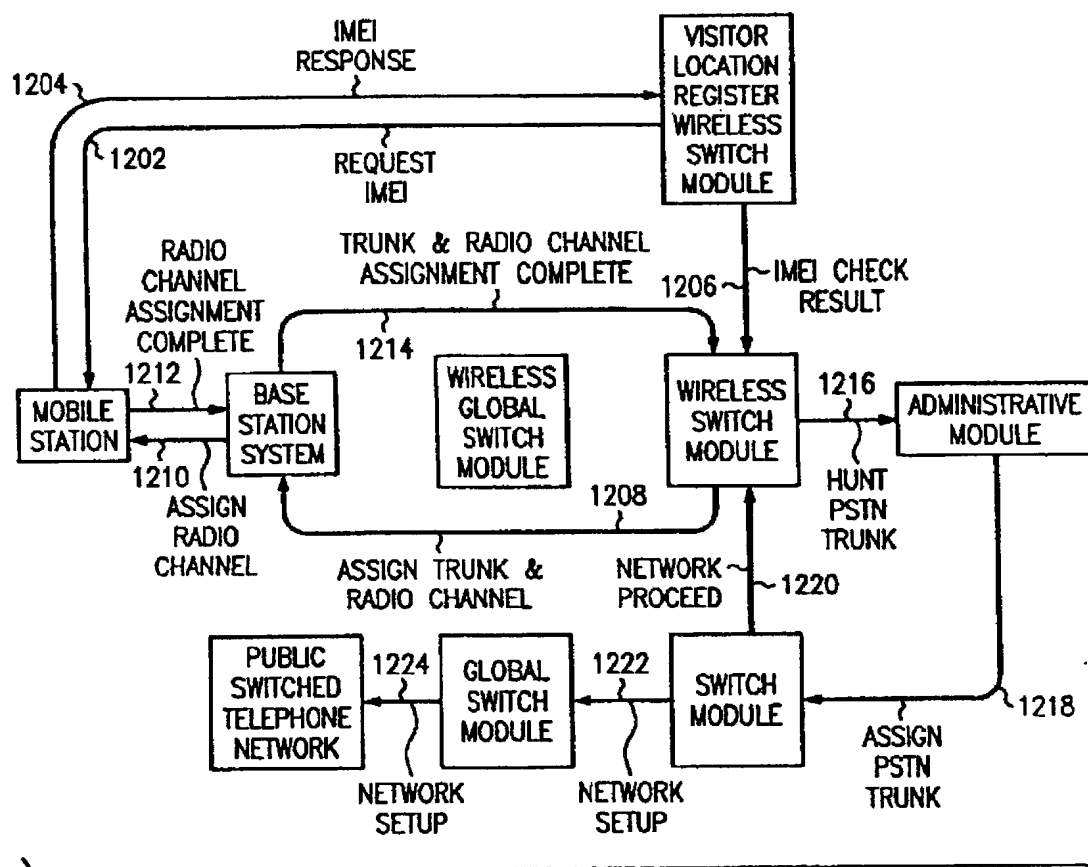 IMEI
RESPONSE
1204
VISITOR
LOCATION
REGISTER
WIRELESS
SWITCH
MODULE
1202
REQUEST
IMEI
RADIO
CHANNEL
ASSIGNMENT
COMPLETE
TRUNK & RADIO CHANNEL
ASSIGNMENT COMPLETE
1206
IMEI CHECK
RESULT
1214
1212
MOBILE
STATION
BASE
STATION
SYSTEM
WIRELESS
GLOBAL
SWITCH
MODULE
WIRELESS
SWITCH
MODULE
1216
ADMINISTRATIVE
MODULE
1210
ASSIGN
RADIO
CHANNEL
1208
HUNT
PSTN
TRUNK
ASSIGN TRUNK &
RADIO CHANNEL
NETWORK
PROCEED
1220
PUBLIC
SWITCHED
TELEPHONE
NETWORK
1224
GLOBAL
SWITCH
MODULE
1222
SWITCH
MODULE
1218
NETWORK
SETUP
NETWORK
SETUP
ASSIGN
PSTN
TRUNK